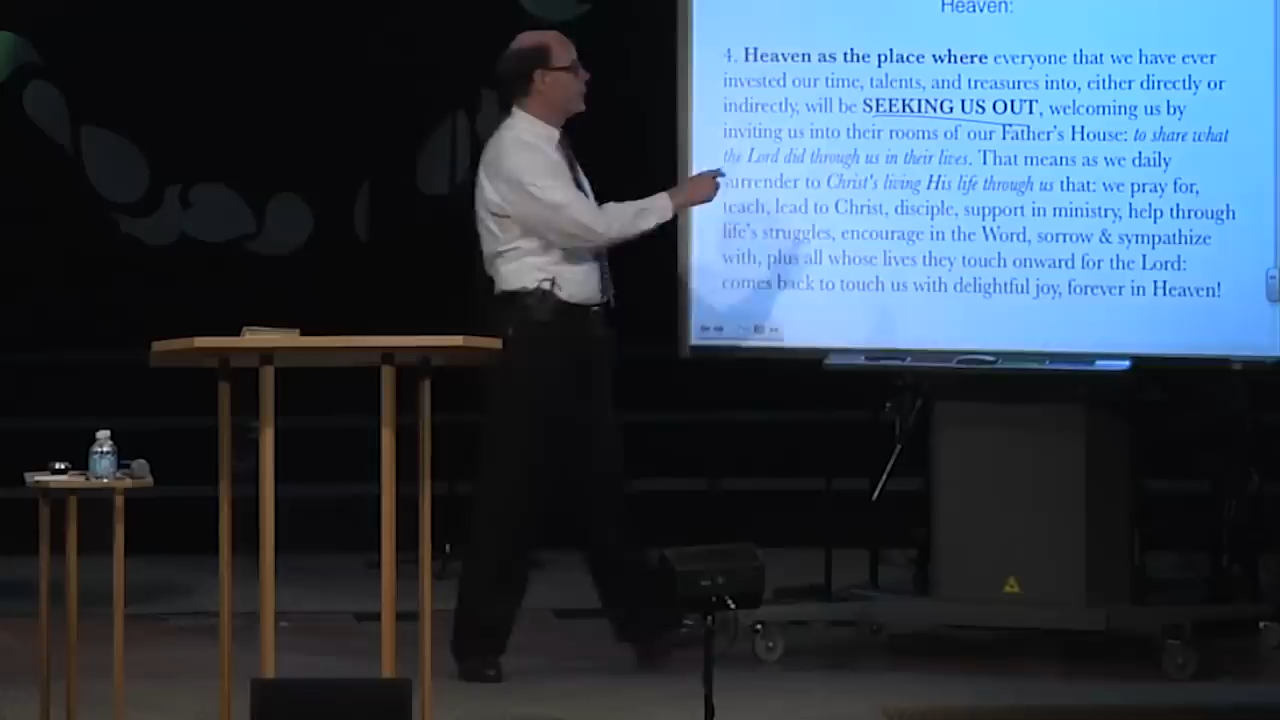 Heaven:
4. Heaven as the place where everyone that we have ever
invested our time, talents, and treasures into, either directly or
indirectly, will be SEEKING US OUT, welcoming us by
inviting us into their rooms of our Father's House: to share what
the Lord did through us in their lives. That means as we daily
surrender to Christ's living His life through us that: we pray for,
teach, lead to Christ, disciple, support in ministry, help through
life's struggles, encourage in the Word, sorrow & sympathize
with, plus all whose lives they touch onward for the Lord:
comes back to touch us with delightful joy, forever in Heaven!